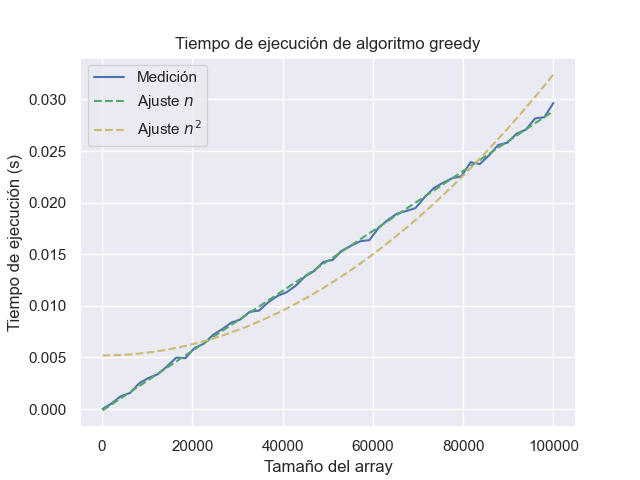 Tiempo de ejecución de algoritmo greedy
Medición
Ajuste n
Ajuste n²
Tiempo de ejecución (s)
0.030
0.025
0.020
0.015
0.010
0.005
0.000
0 20000 40000 60000 80000 100000
Tamaño del array